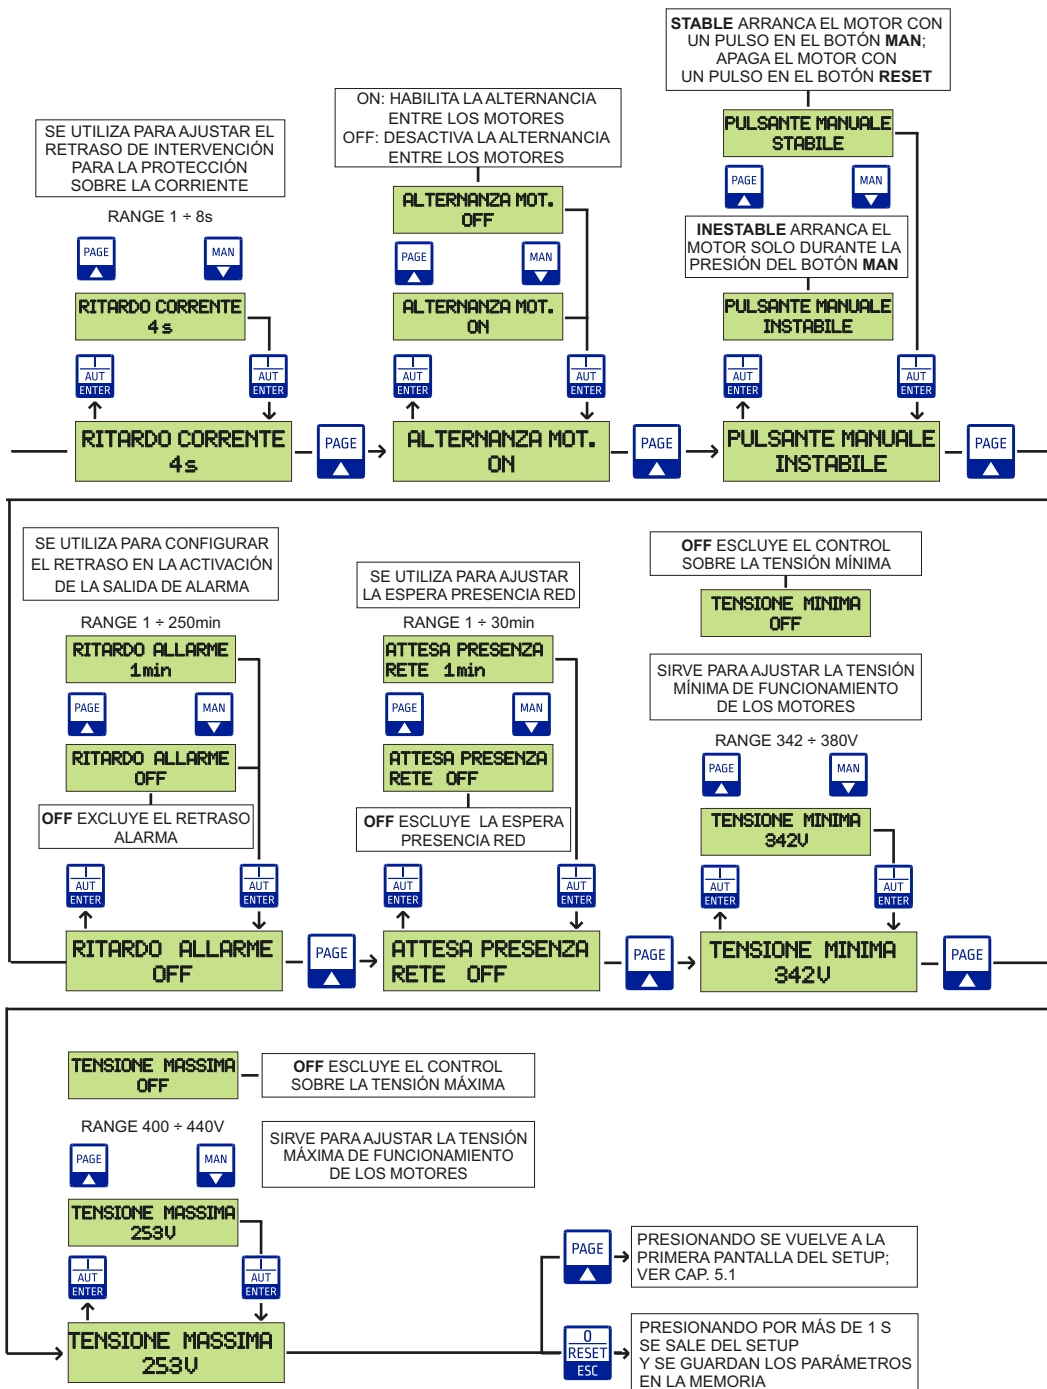 STABLE ARRANCA EL MOTOR CON
UN PULSO EN EL BOTÓN MAN;
APAGA EL MOTOR CON
UN PULSO EN EL BOTÓN RESET
ON: HABILITA LA ALTERNANCIA
ENTRE LOS MOTORES
OFF: DESACTIVA LA ALTERNANCIA
ENTRE LOS MOTORES
SE UTILIZA PARA AJUSTAR EL
RETRASO DE INTERVENCIÓN
PARA LA PROTECCIÓN
SOBRE LA CORRIENTE
RANGE 1 ÷ 8s
PAGE
MAN
RITARDO CORRENTE
4s
AUT
ENTER
AUT
ENTER
RITARDO CORRENTE
4s
PAGE
ALTERNANZA MOT.
OFF
PAGE
MAN
ALTERNANZA MOT.
ON
AUT
ENTER
AUT
ENTER
ALTERNANZA MOT.
ON
PAGE
PULSANTE MANUALE
STABILE
PAGE
MAN
INESTABLE ARRANCA EL
MOTOR SOLO DURANTE LA
PRESIÓN DEL BOTÓN MAN
PULSANTE MANUALE
INSTABILE
AUT
ENTER
AUT
ENTER
PULSANTE MANUALE
INSTABILE
PAGE
SE UTILIZA PARA CONFIGURAR
EL RETRASO EN LA ACTIVACIÓN
DE LA SALIDA DE ALARMA
RANGE 1 ÷ 250min
RITARDO ALLARME
1min
PAGE
MAN
RITARDO ALLARME
OFF
OFF EXCLUYE EL RETRASO
ALARMA
AUT
ENTER
AUT
ENTER
RITARDO ALLARME
OFF
PAGE
SE UTILIZA PARA AJUSTAR
LA ESPERA PRESENCIA RED
RANGE 1 ÷ 30min
ATTESA PRESENZA
RETE 1min
PAGE
MAN
ATTESA PRESENZA
RETE OFF
OFF ESCLUYE LA ESPERA
PRESENCIA RED
AUT
ENTER
AUT
ENTER
ATTESA PRESENZA
RETE OFF
PAGE
OFF ESCLUYE EL CONTROL
SOBRE LA TENSIÓN MÍNIMA
TENSIONE MINIMA
OFF
SIRVE PARA AJUSTAR LA TENSIÓN
MÍNIMA DE FUNCIONAMIENTO
DE LOS MOTORES
RANGE 342 ÷ 380V
PAGE
MAN
TENSIONE MINIMA
342V
AUT
ENTER
AUT
ENTER
TENSIONE MINIMA
342V
PAGE
TENSIONE MASSIMA
OFF
OFF ESCLUYE EL CONTROL
SOBRE LA TENSIÓN MÁXIMA
RANGE 400 ÷ 440V
PAGE
MAN
SIRVE PARA AJUSTAR LA TENSIÓN
MÁXIMA DE FUNCIONAMIENTO
DE LOS MOTORES
TENSIONE MASSIMA
253V
AUT
ENTER
AUT
ENTER
TENSIONE MASSIMA
253V
PAGE
PRESIONANDO SE VUELVE A LA
PRIMERA PANTALLA DEL SETUP;
VER CAP. 5.1
0
RESET
ESC
PRESIONANDO POR MÁS DE 1 S
SE SALE DEL SETUP
Y SE GUARDAN LOS PARÁMETROS
EN LA MEMORIA